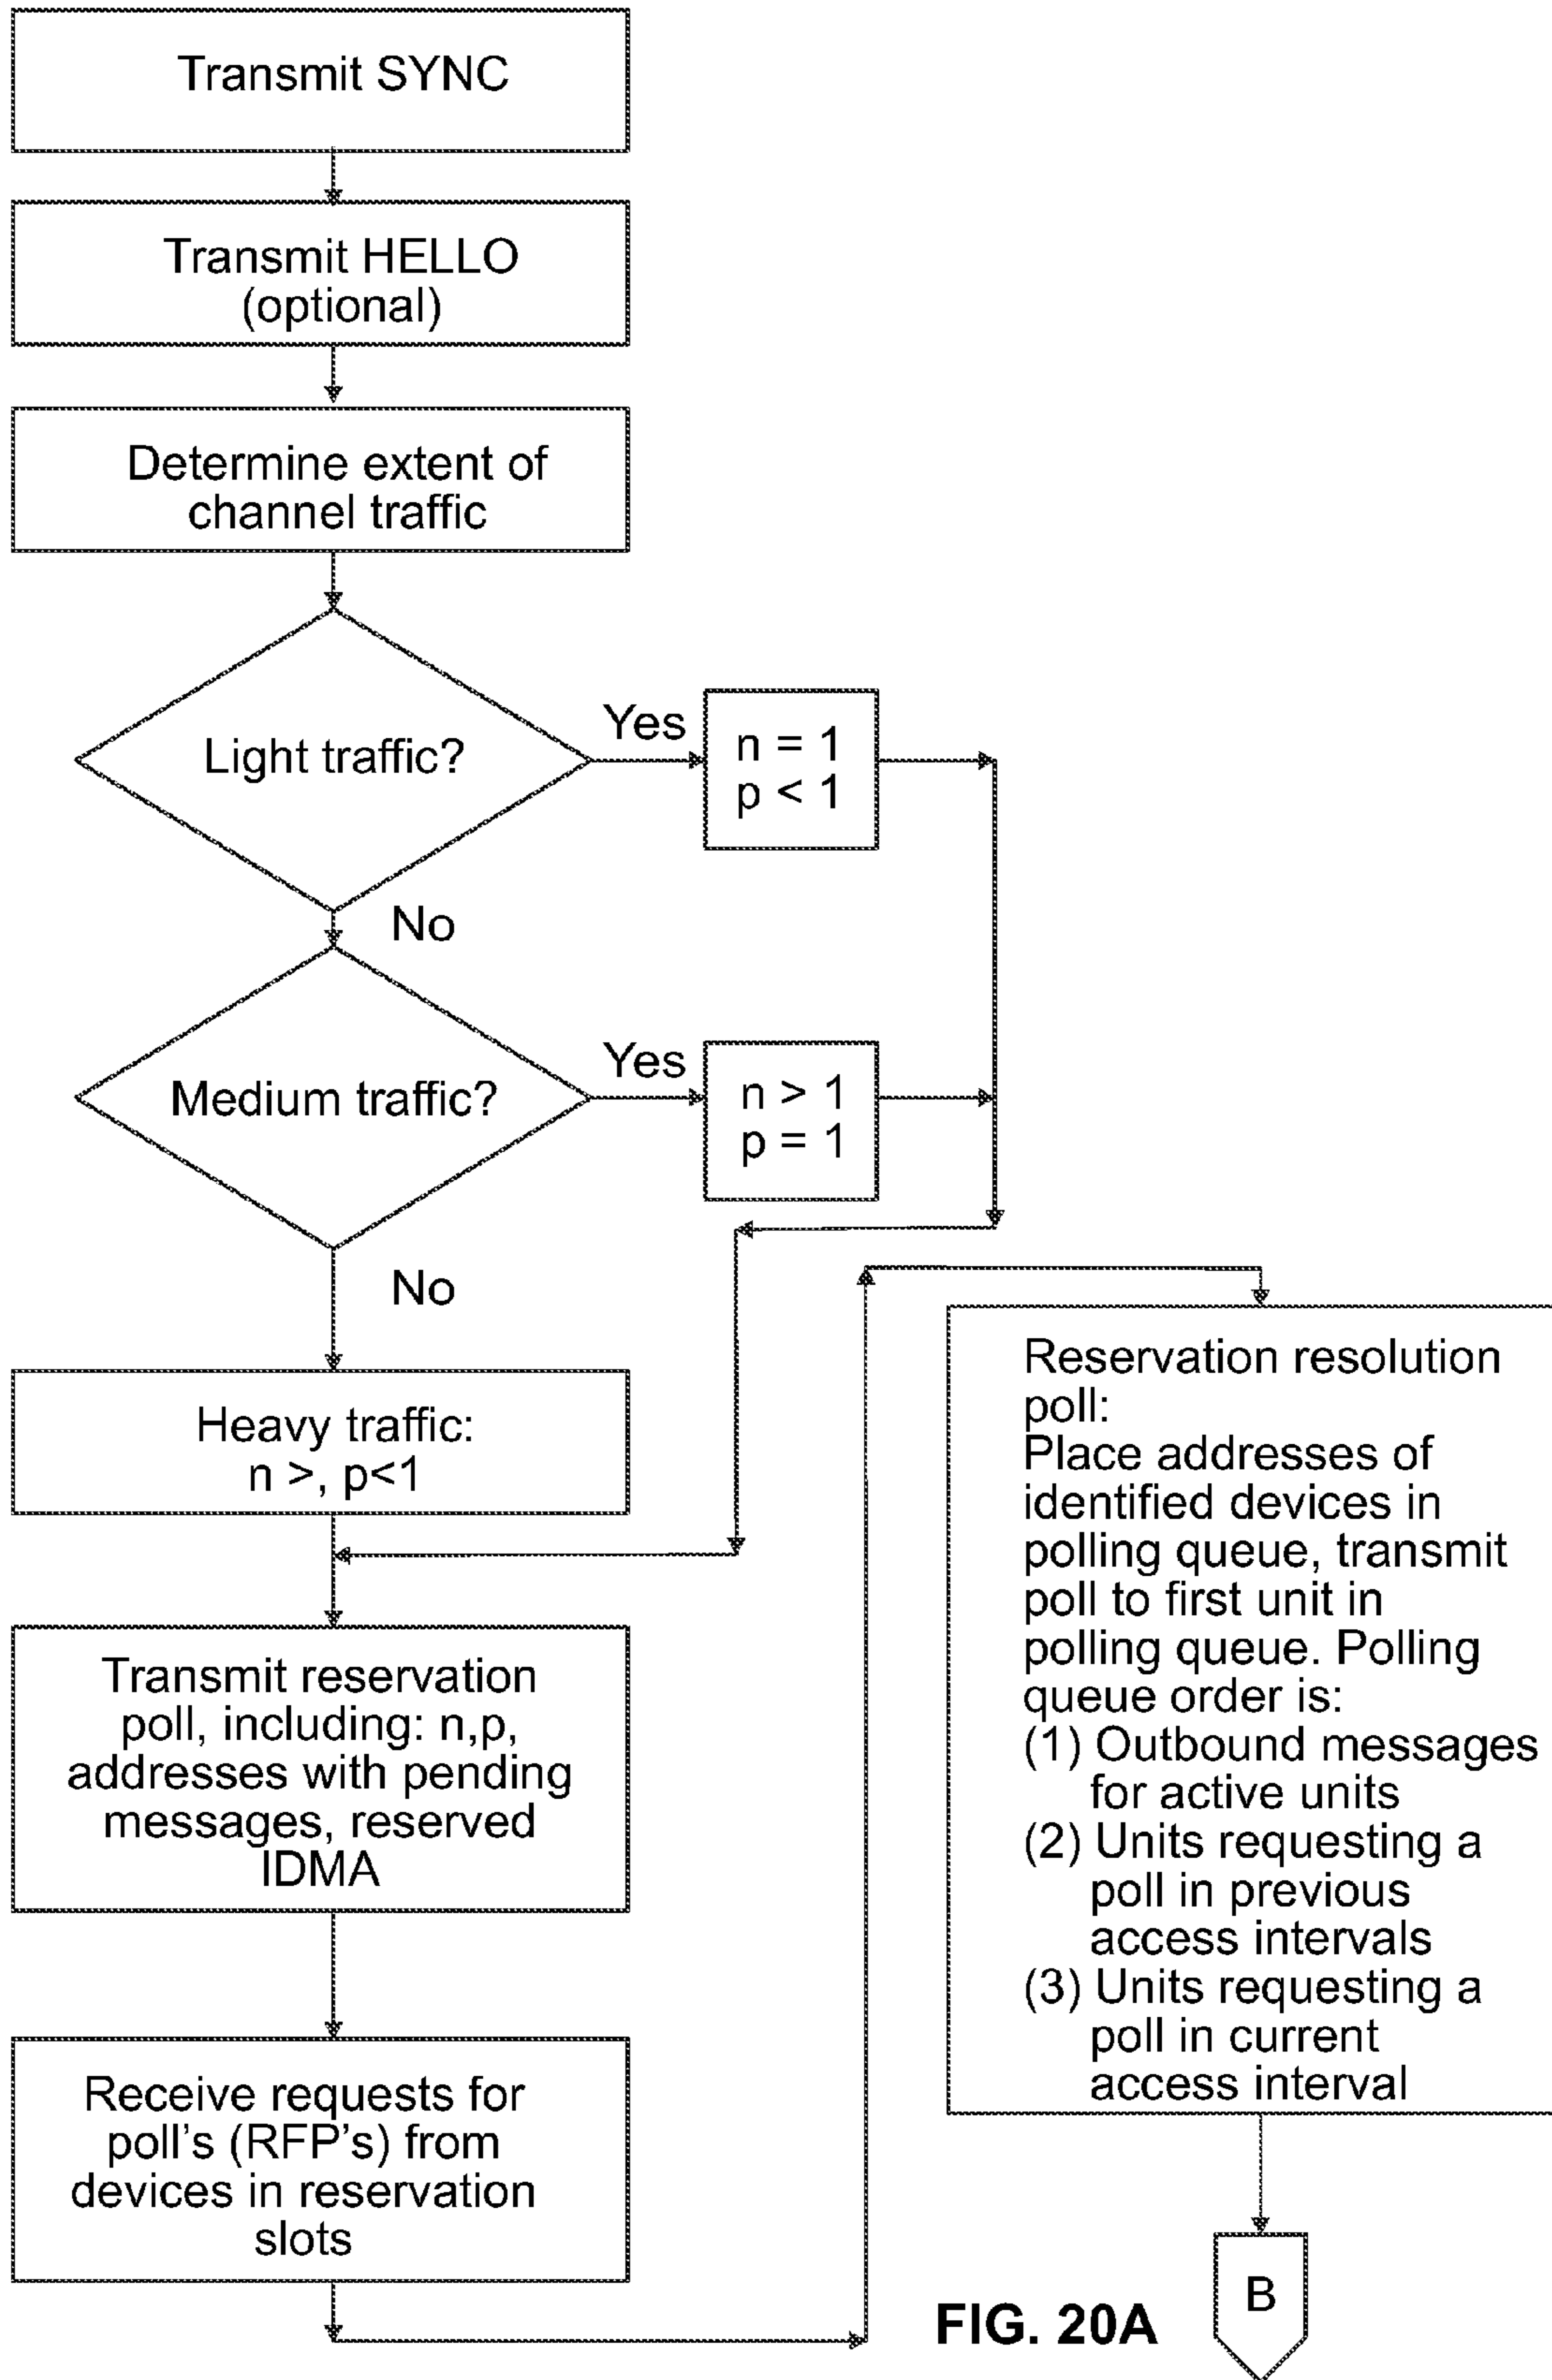 Transmit SYNC
Transmit HELLO
(optional)
Determine extent of
channel traffic
Light traffic?
Yes
n = 1
p < 1
No
Medium traffic?
Yes
n > 1
p = 1
No
Heavy traffic:
n >, p<1
Transmit reservation
poll, including: n,p,
addresses with pending
messages, reserved
IDMA
Receive requests for
poll's (RFP's) from
devices in reservation
slots
Reservation resolution
poll:
Place addresses of
identified devices in
polling queue, transmit
poll to first unit in
polling queue. Polling
queue order is:
(1) Outbound messages
for active units
(2) Units requesting a
poll in previous
access intervals
(3) Units requesting a
poll in current
access interval
B
FIG. 20A